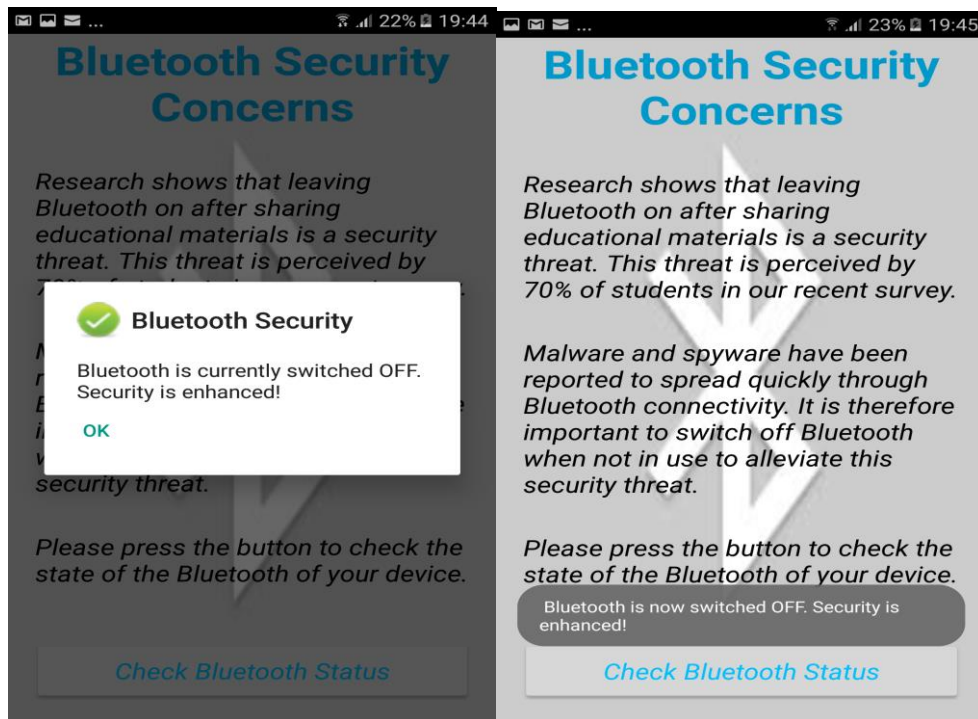 ... 22% 19:44
Bluetooth Security
Concerns
Research shows that leaving
Bluetooth on after sharing
educational materials is a security
threat. This threat is perceived by
Bluetooth Security
Bluetooth is currently switched OFF.
Security is enhanced!
OK
security threat.
Please press the button to check the
state of the Bluetooth of your device.
Check Bluetooth Status
... 23% 19:45
Bluetooth Security
Concerns
Research shows that leaving
Bluetooth on after sharing
educational materials is a security
threat. This threat is perceived by
70% of students in our recent survey.
Malware and spyware have been
reported to spread quickly through
Bluetooth connectivity. It is therefore
important to switch off Bluetooth
when not in use to alleviate this
security threat.
Please press the button to check the
state of the Bluetooth of your device.
Bluetooth is now switched OFF. Security is
enhanced!
Check Bluetooth Status